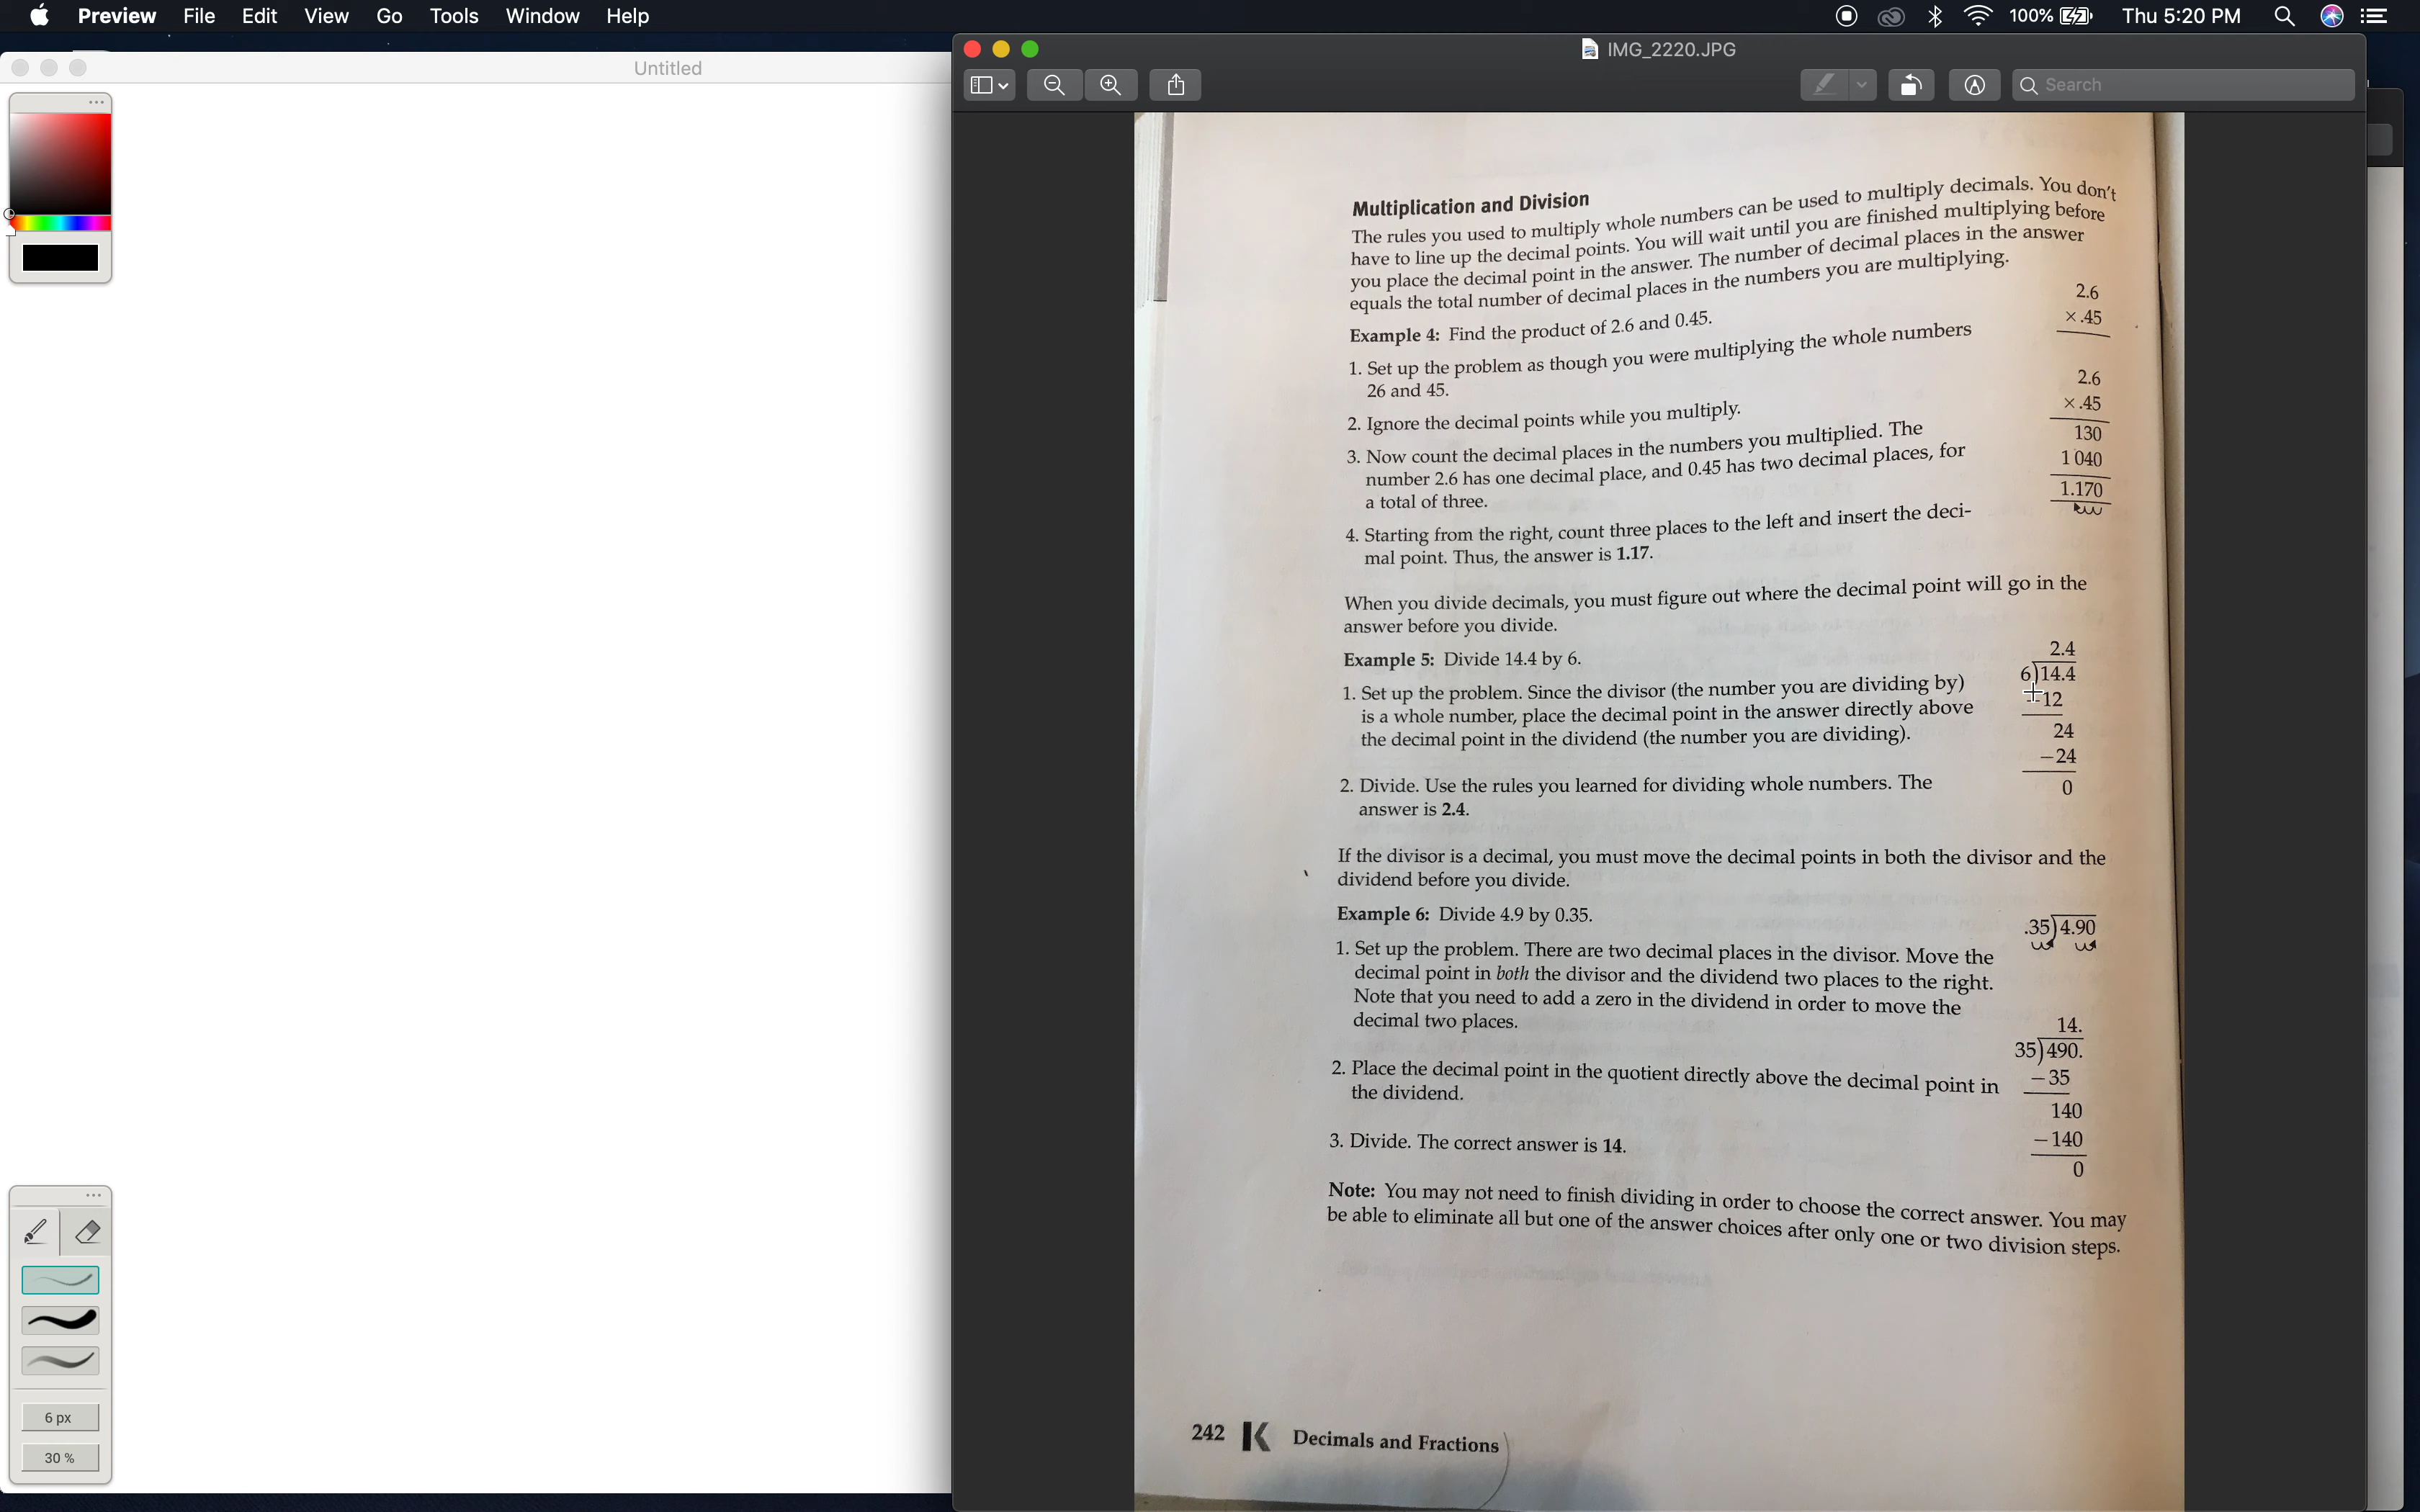 Preview File Edit View Go Tools Window Help 100% Thu 5:20 PM
Untitled
IMG_2220.JPG
Search
Multiplication and Division
The rules you used to multiply whole numbers can be used to multiply decimals. You don't
have to line up the decimal points. You will wait until you are finished multiplying before
you place the decimal point in the answer. The number of decimal places in the answer
equals the total number of decimal places in the numbers you are multiplying.
Example 4: Find the product of 2.6 and 0.45.
1. Set up the problem as though you were multiplying the whole numbers
26 and 45.
2.6
× .45
2. Ignore the decimal points while you multiply.
3. Now count the decimal places in the numbers you multiplied. The
number 2.6 has one decimal place, and 0.45 has two decimal places, for
a total of three.
4. Starting from the right, count three places to the left and insert the deci-
mal point. Thus, the answer is 1.17.
2.6
× .45
130
1 040
1.170
When you divide decimals, you must figure out where the decimal point will go in the
answer before you divide.
Example 5: Divide 14.4 by 6.
1. Set up the problem. Since the divisor (the number you are dividing by)
is a whole number, place the decimal point in the answer directly above
the decimal point in the dividend (the number you are dividing).
2. Divide. Use the rules you learned for dividing whole numbers. The
answer is 2.4.
2.4
6)14.4
−12
24
−24
0
If the divisor is a decimal, you must move the decimal points in both the divisor and the
dividend before you divide.
Example 6: Divide 4.9 by 0.35.
1. Set up the problem. There are two decimal places in the divisor. Move the
decimal point in both the divisor and the dividend two places to the right.
Note that you need to add a zero in the dividend in order to move the
decimal two places.
.35)4.90
2. Place the decimal point in the quotient directly above the decimal point in
the dividend.
3. Divide. The correct answer is 14.
14.
35)490.
−35
140
−140
0
Note: You may not need to finish dividing in order to choose the correct answer. You may
be able to eliminate all but one of the answer choices after only one or two division steps.
242 K Decimals and Fractions
6 px
30 %